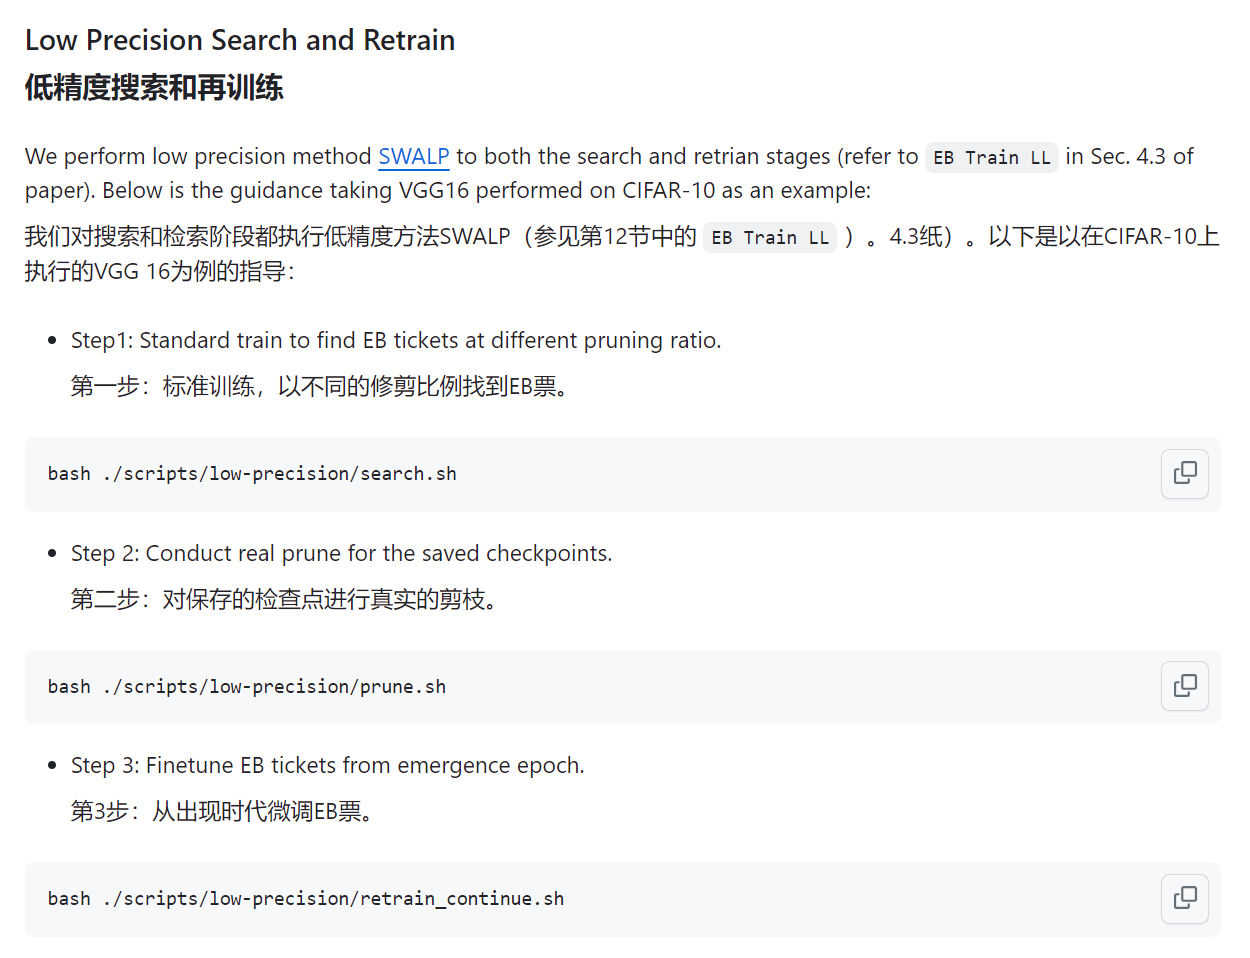 Low Precision Search and Retrain
低精度搜索和再训练
We perform low precision method SWALP to both the search and retrian stages (refer to EB Train LL in Sec. 4.3 of
paper). Below is the guidance taking VGG16 performed on CIFAR-10 as an example:
我们对搜索和检索阶段都执行低精度方法SWALP（参见第12节中的 EB Train LL ）。4.3纸）。以下是以在CIFAR-10上
执行的VGG 16为例的指导：
• Step1: Standard train to find EB tickets at different pruning ratio.
第一步：标准训练，以不同的修剪比例找到EB票。
bash ./scripts/low-precision/search.sh
• Step 2: Conduct real prune for the saved checkpoints.
第二步：对保存的检查点进行真实的剪枝。
bash ./scripts/low-precision/prune.sh
• Step 3: Finetune EB tickets from emergence epoch.
第3步：从出现时代微调EB票。
bash ./scripts/low-precision/retrain_continue.sh